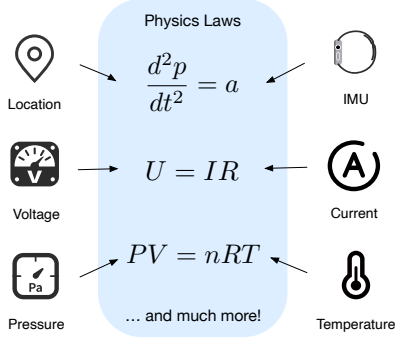 Physics Laws
d²p/dt² = a
Location
IMU
U = IR
V
A
Voltage
Current
PV = nRT
Pa
Pressure
Temperature
... and much more!